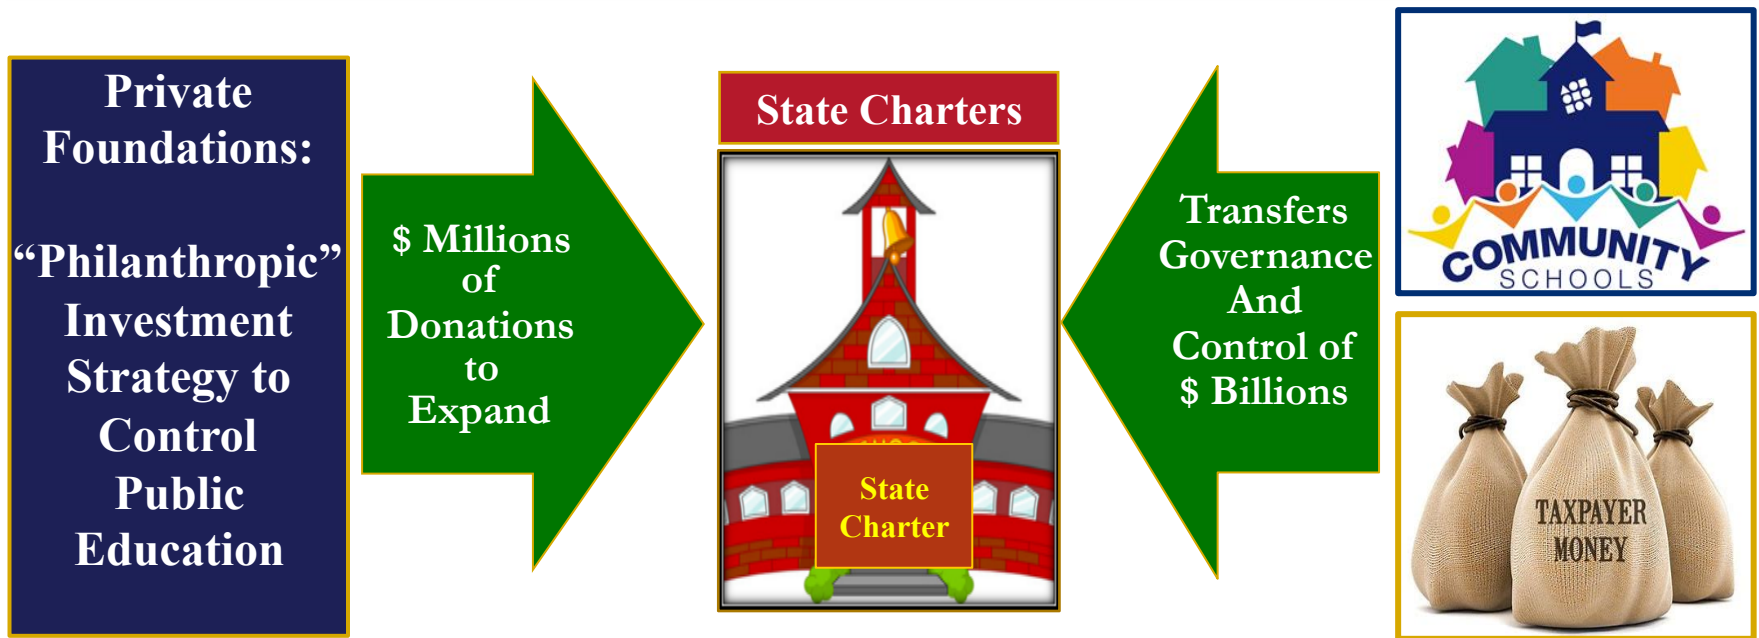 Private
Foundations:
“Philanthropic”
Investment
Strategy to
Control
Public
Education
$ Millions
of
Donations
to
Expand
State Charters
State
Charter
Transfers
Governance
And
Control of
$ Billions
COMMUNITY
SCHOOLS
TAXPAYER
MONEY